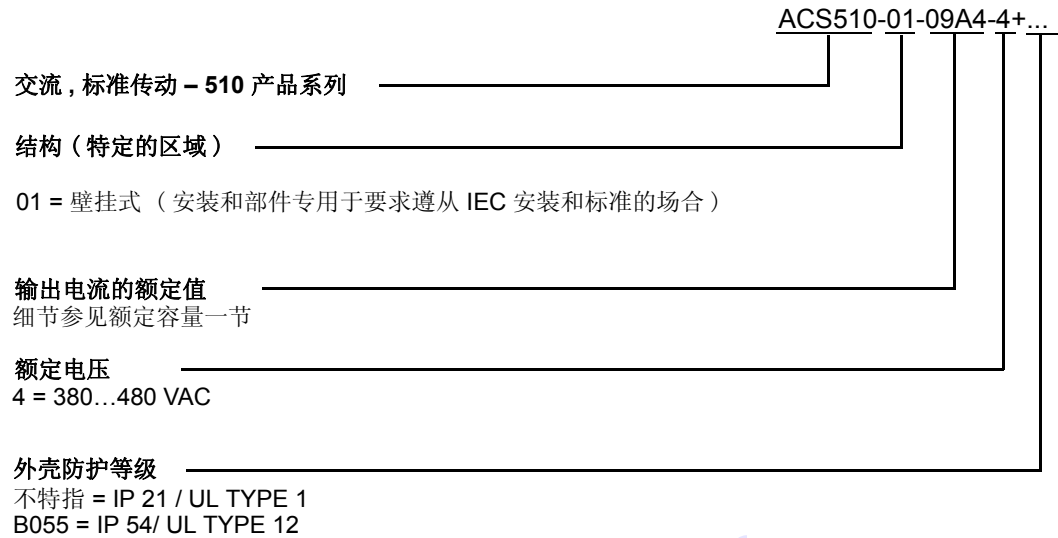 ACS510-01-09A4-4+...
交流 , 标准传动 – 510 产品系列
结构（特定的区域）
01 = 壁挂式 （安装和部件专用于要求遵从 IEC 安装和标准的场合）
输出电流的额定值
细节参见额定容量一节
额定电压
4 = 380…480 VAC
外壳防护等级
不特指 = IP 21 / UL TYPE 1
B055 = IP 54/ UL TYPE 12